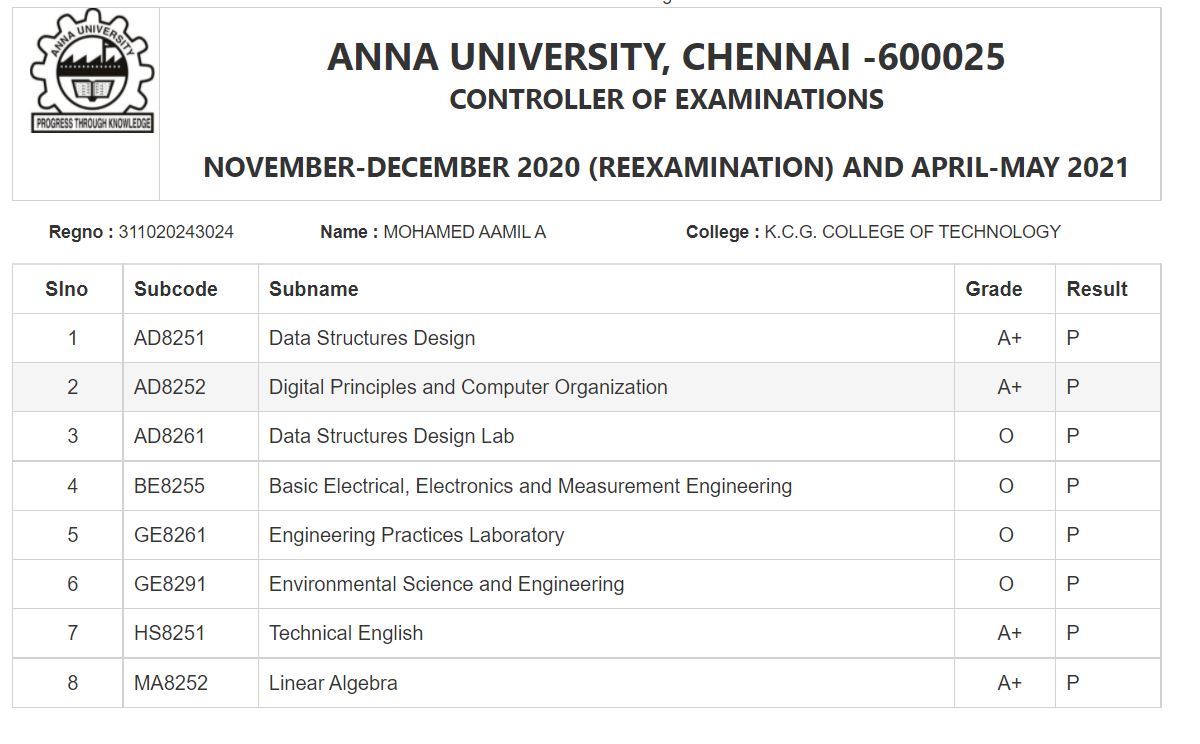 ANNA UNIVERSITY
PROGRESS THROUGH KNOWLEDGE
ANNA UNIVERSITY, CHENNAI -600025
CONTROLLER OF EXAMINATIONS
NOVEMBER-DECEMBER 2020 (REEXAMINATION) AND APRIL-MAY 2021
Regno : 311020243024 Name : MOHAMED AAMIL A College : K.C.G. COLLEGE OF TECHNOLOGY
Slno Subcode Subname Grade Result
1 AD8251 Data Structures Design A+ P
2 AD8252 Digital Principles and Computer Organization A+ P
3 AD8261 Data Structures Design Lab O P
4 BE8255 Basic Electrical, Electronics and Measurement Engineering O P
5 GE8261 Engineering Practices Laboratory O P
6 GE8291 Environmental Science and Engineering O P
7 HS8251 Technical English A+ P
8 MA8252 Linear Algebra A+ P